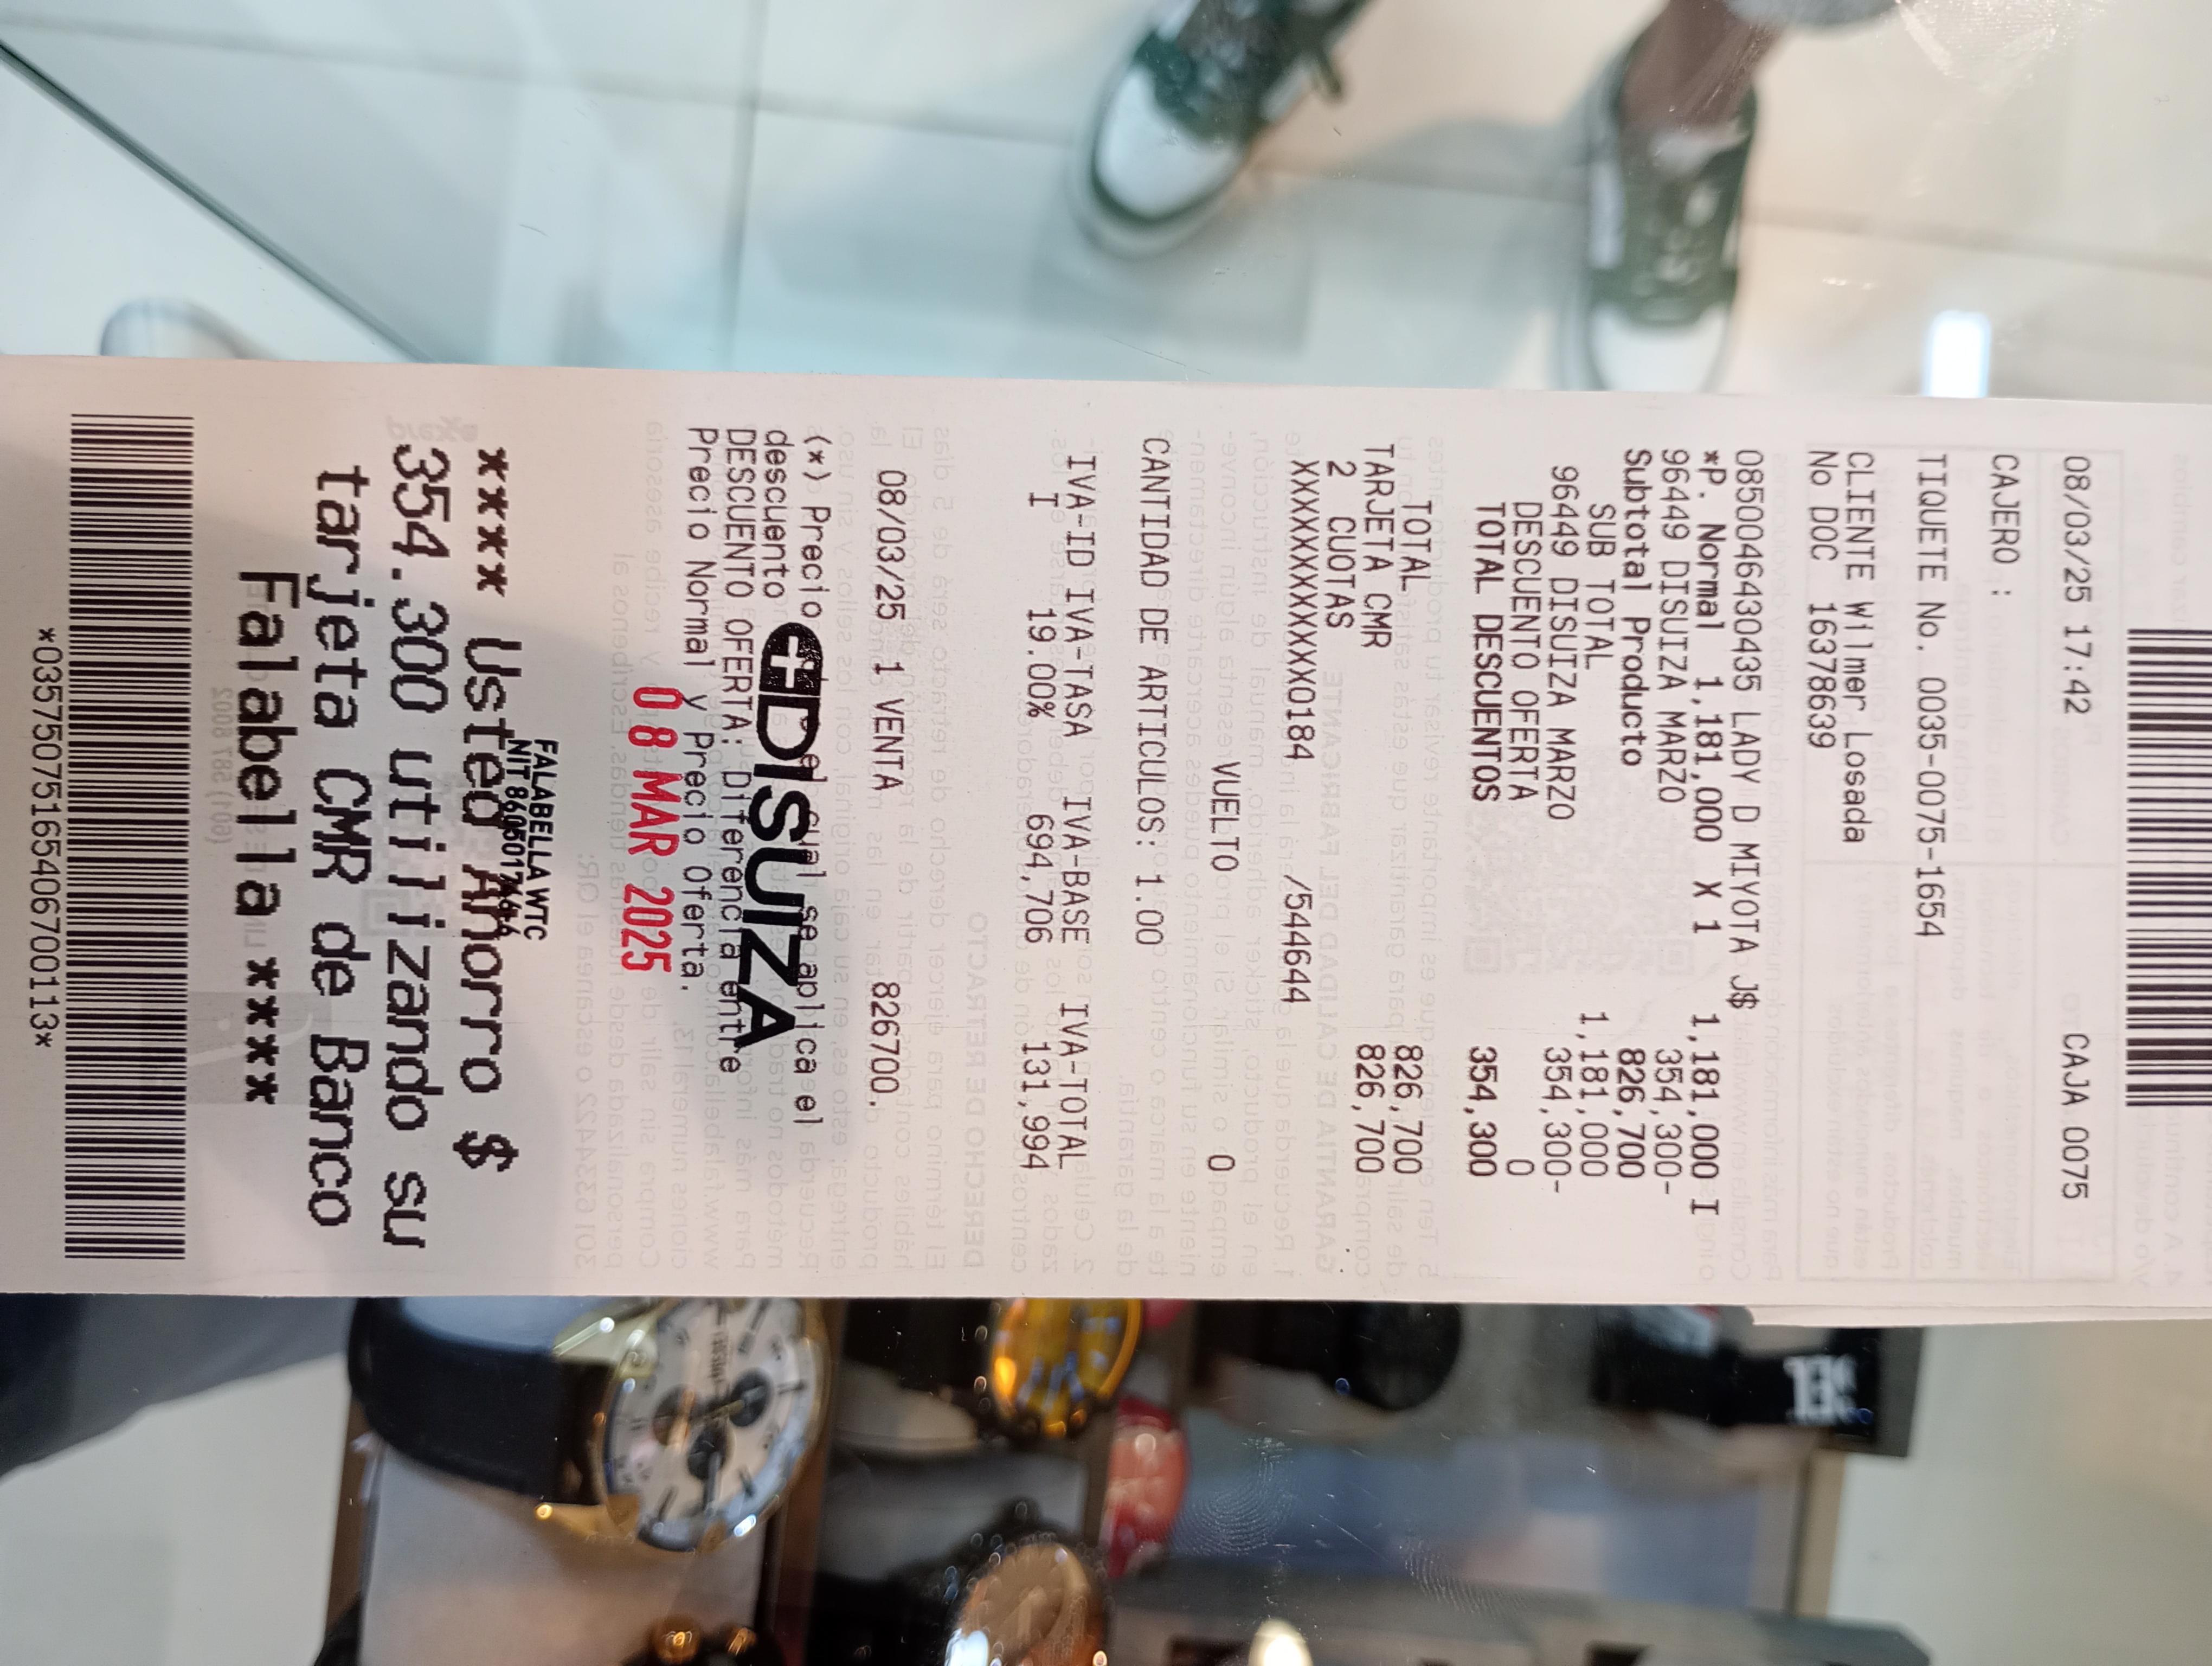 08/03/25 17:42 CAJA 0075
CAJERO :
TIQUETE No. 0035-0075-1654
CLIENTE Wilmer Losada
No DOC 16378639
0850046430435 LADY D MIYOTA J$
*P. Normal 1,181,000 X 1 1,181,000 I
96449 DISUIZA MARZO 354,300-
Subtotal Producto 826,700
SUB TOTAL 1,181,000
96449 DISUIZA MARZO 354,300-
DESCUENTO OFERTA 0
TOTAL DESCUENTOS 354,300
TOTAL 826,700
TARJETA CMR 826,700
2 CUOTAS
XXXXXXXXXXXX0184 /544644
VUELTO 0
CANTIDAD DE ARTICULOS: 1.00
IVA-ID IVA-TASA IVA-BASE IVA-TOTAL
I 19.00% 694,706 131,994
08/03/25 1 VENTA 826700.
(*) Precio al cual se aplica el
descuento
DISUIZA
DESCUENTO OFERTA: Diferencia entre
Precio Normal y Precio Oferta.
08 MAR 2025
FALABELLA WTC
**** Usted Ahorro $
354.300 utilizando su
tarjeta CMR de Banco
Falabella ****
*03575075165406700113*